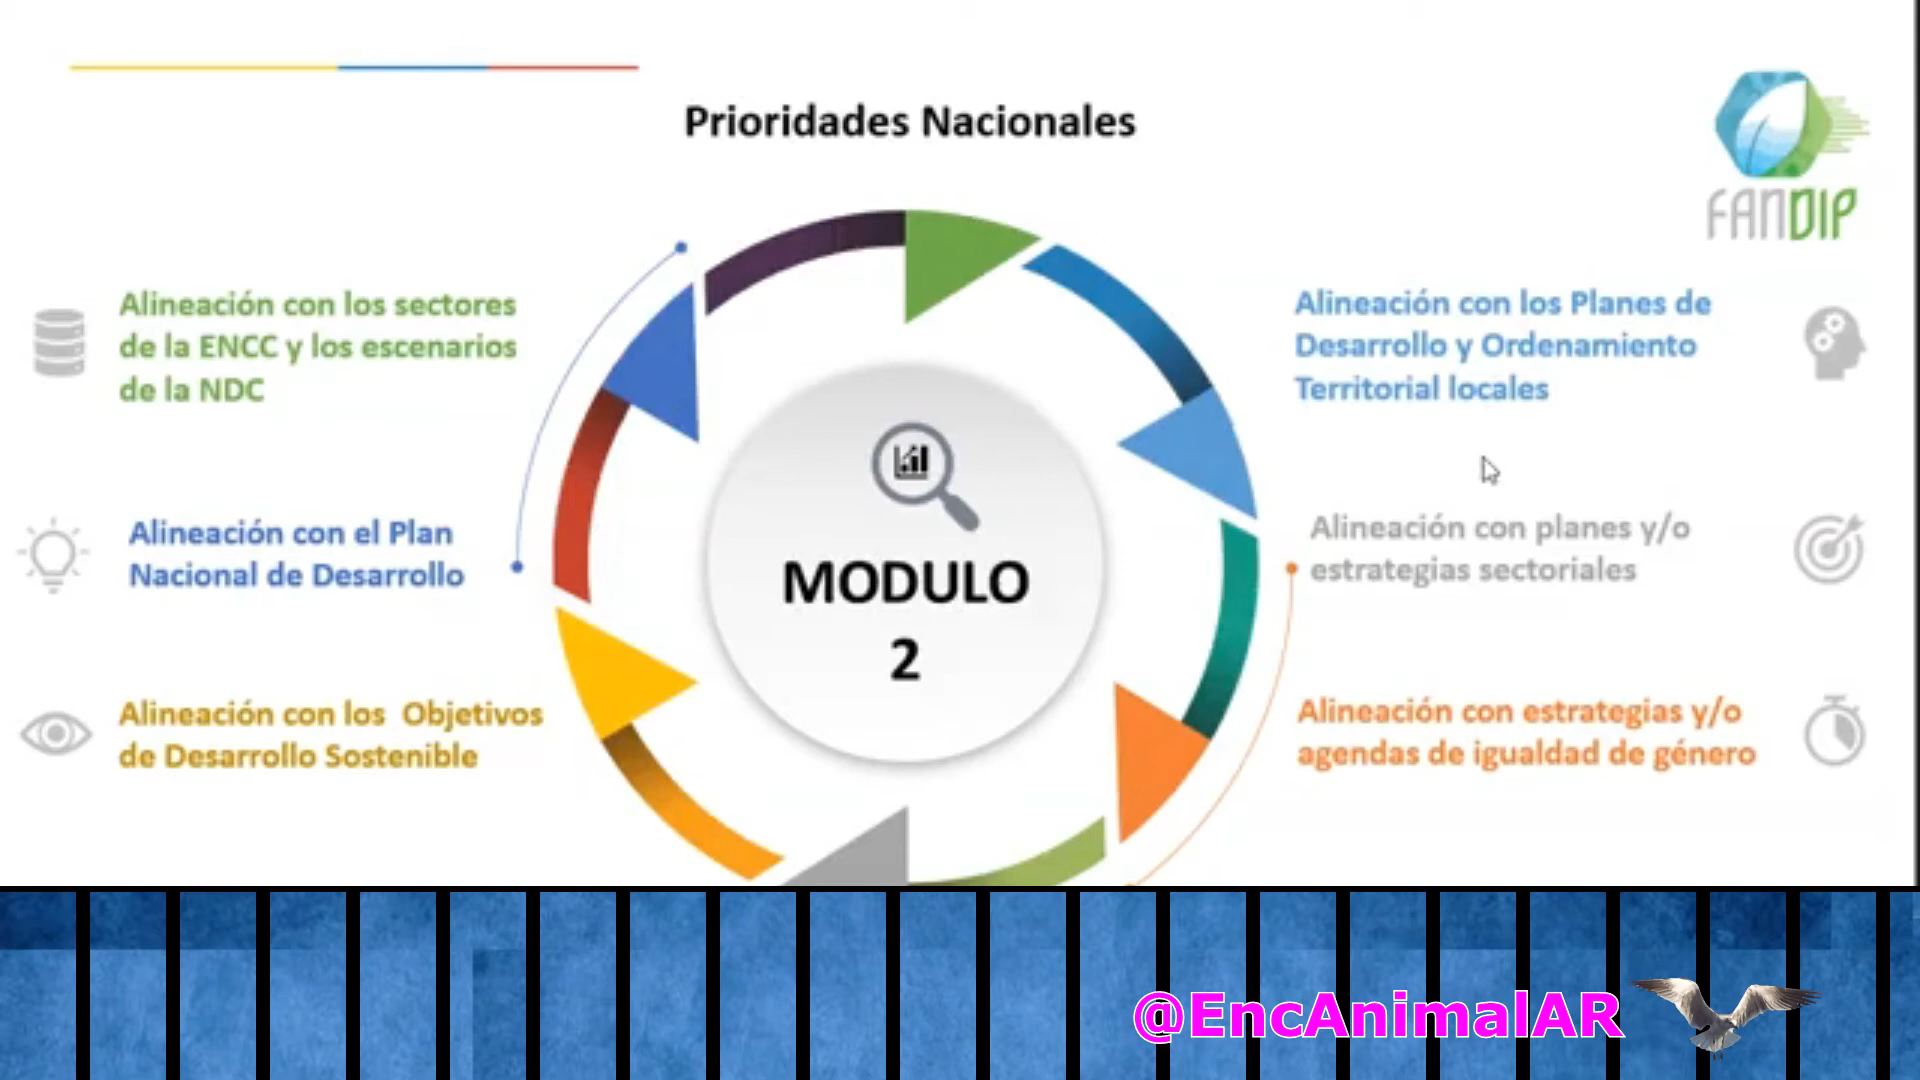 Prioridades Nacionales
FANDIP
Alineación con los sectores
de la ENCC y los escenarios
de la NDC
Alineación con el Plan
Nacional de Desarrollo
Alineación con los Objetivos
de Desarrollo Sostenible
MODULO
2
Alineación con los Planes de
Desarrollo y Ordenamiento
Territorial locales
Alineación con planes y/o
estrategias sectoriales
Alineación con estrategias y/o
agendas de igualdad de género
@EncAnimalAR